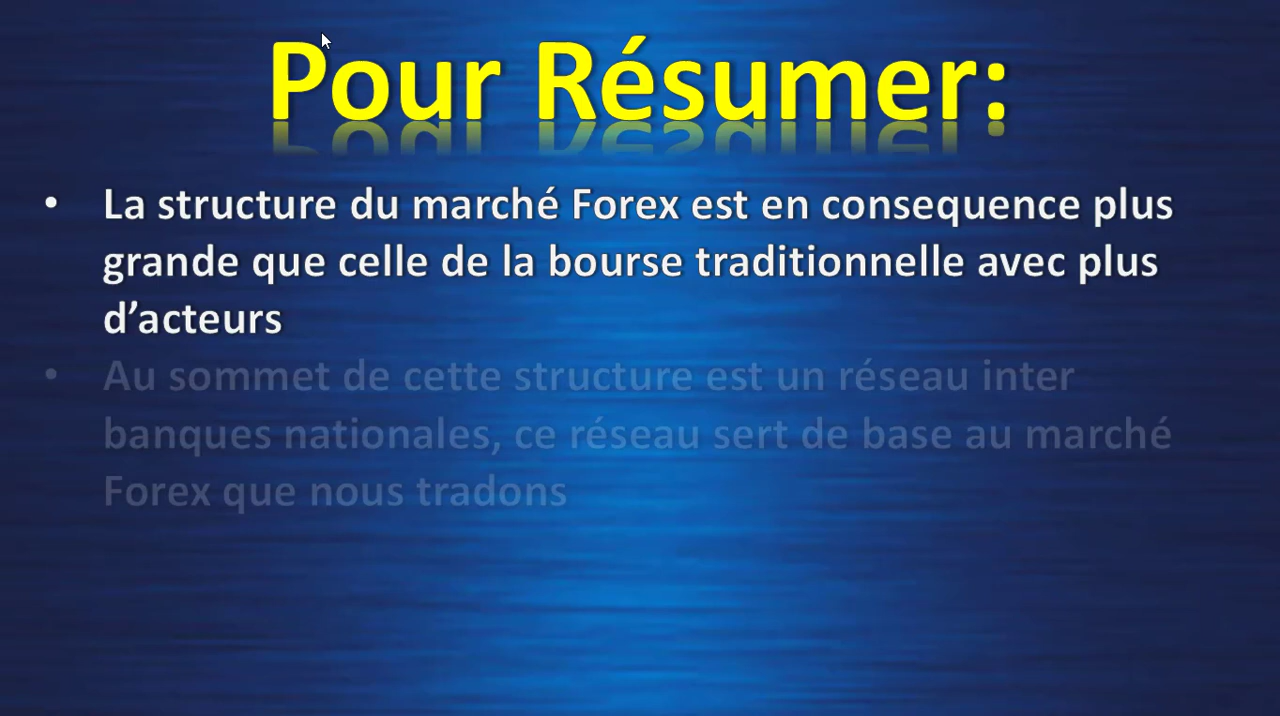 Pour Résumer:
• La structure du marché Forex est en consequence plus
grande que celle de la bourse traditionnelle avec plus
d’acteurs
• Au sommet de cette structure est un réseau inter
banques nationales, ce réseau sert de base au marché
Forex que nous tradons